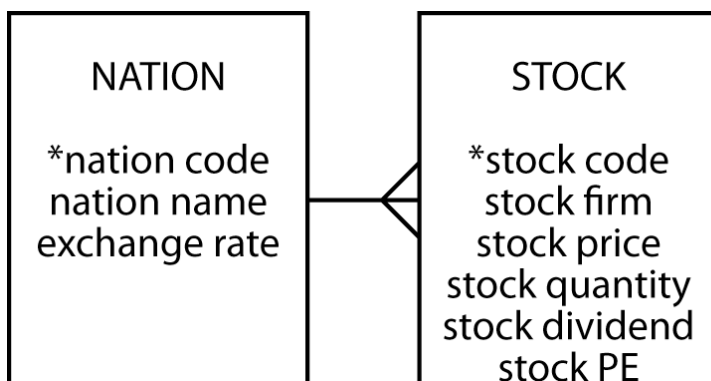 NATION
*nation code
nation name
exchange rate
STOCK
*stock code
stock firm
stock price
stock quantity
stock dividend
stock PE